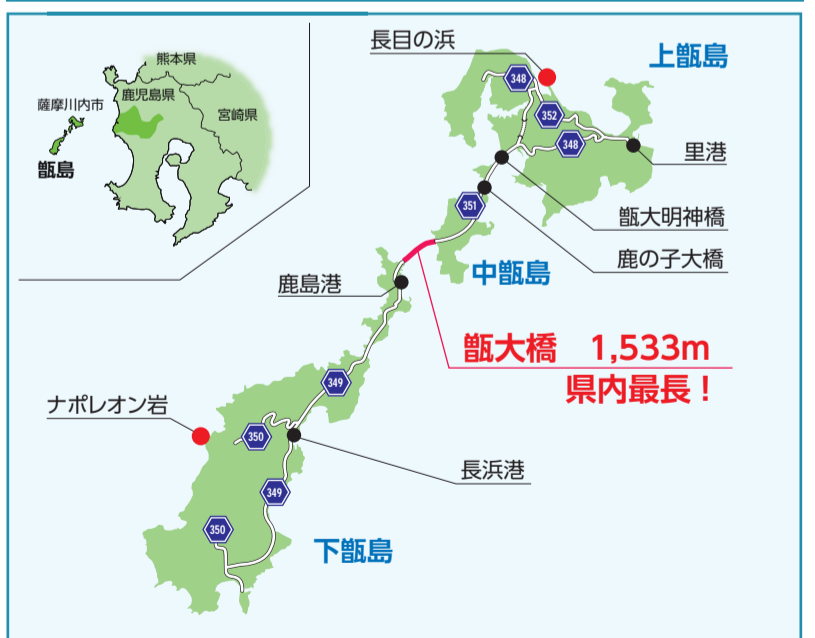 熊本県
鹿児島県
薩摩川内市
宮崎県
甑島
長目の浜
上甑島
348
352
348
里港
351
甑大明神橋
鹿の子大橋
中甑島
鹿島港
甑大橋　1,533m
県内最長！
349
ナポレオン岩
350
長浜港
349
350
下甑島